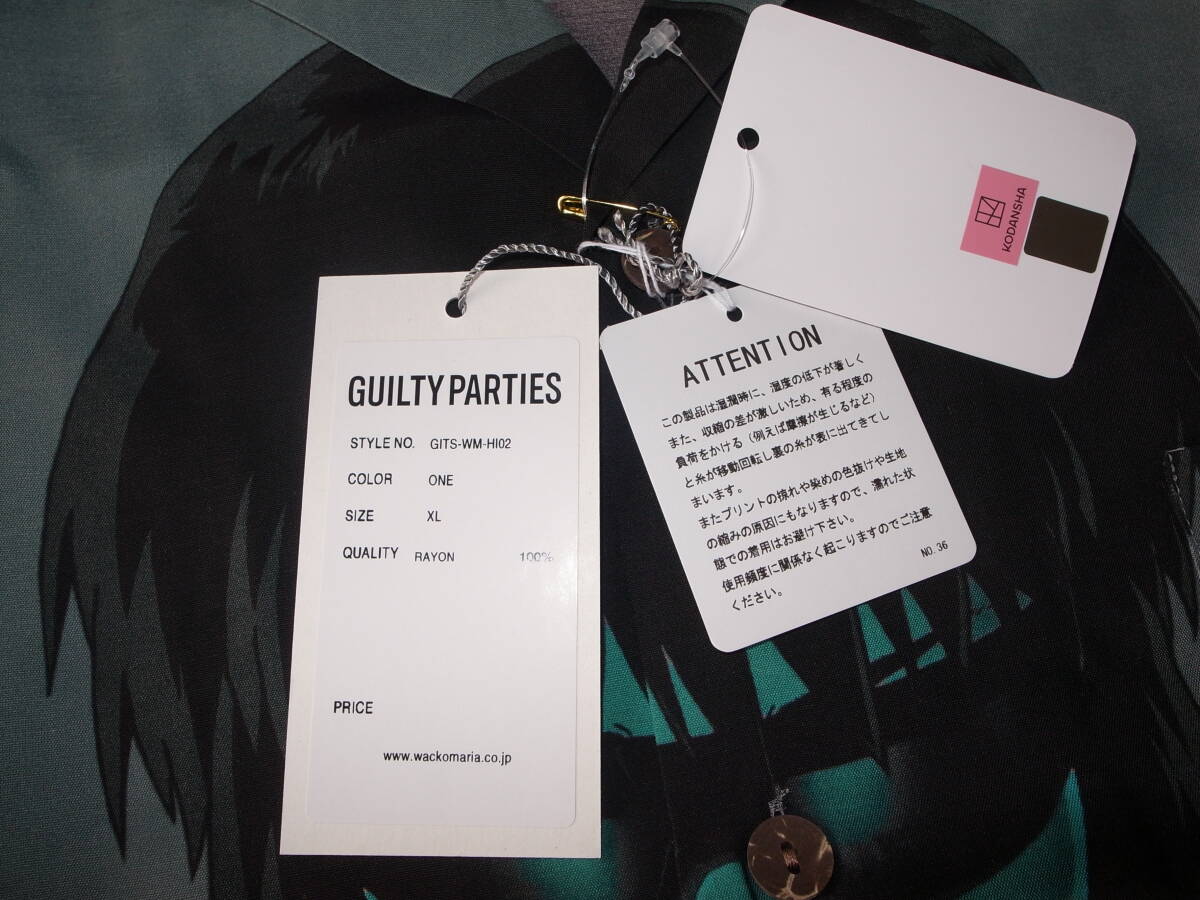 GUILTY PARTIES
STYLE NO. GITS-WM-HI02
COLOR ONE
SIZE XL
QUALITY RAYON 100%
PRICE
www.wackomaria.co.jp
ATTENTION
この製品は湿潤時に、湿度の低下が著しく
また、収縮の差が激しいため、有る程度の
負荷をかける（例えば摩擦が生じるなど）
と糸が移動回転し裏の糸が表に出てきてし
まいます。
またプリントの掠れや染めの色抜けや生地
の縮みの原因にもなりますので、濡れた状
態での着用はお避け下さい。
使用頻度に関係なく起こりますのでご注意
ください。
NO.36
KODANSHA